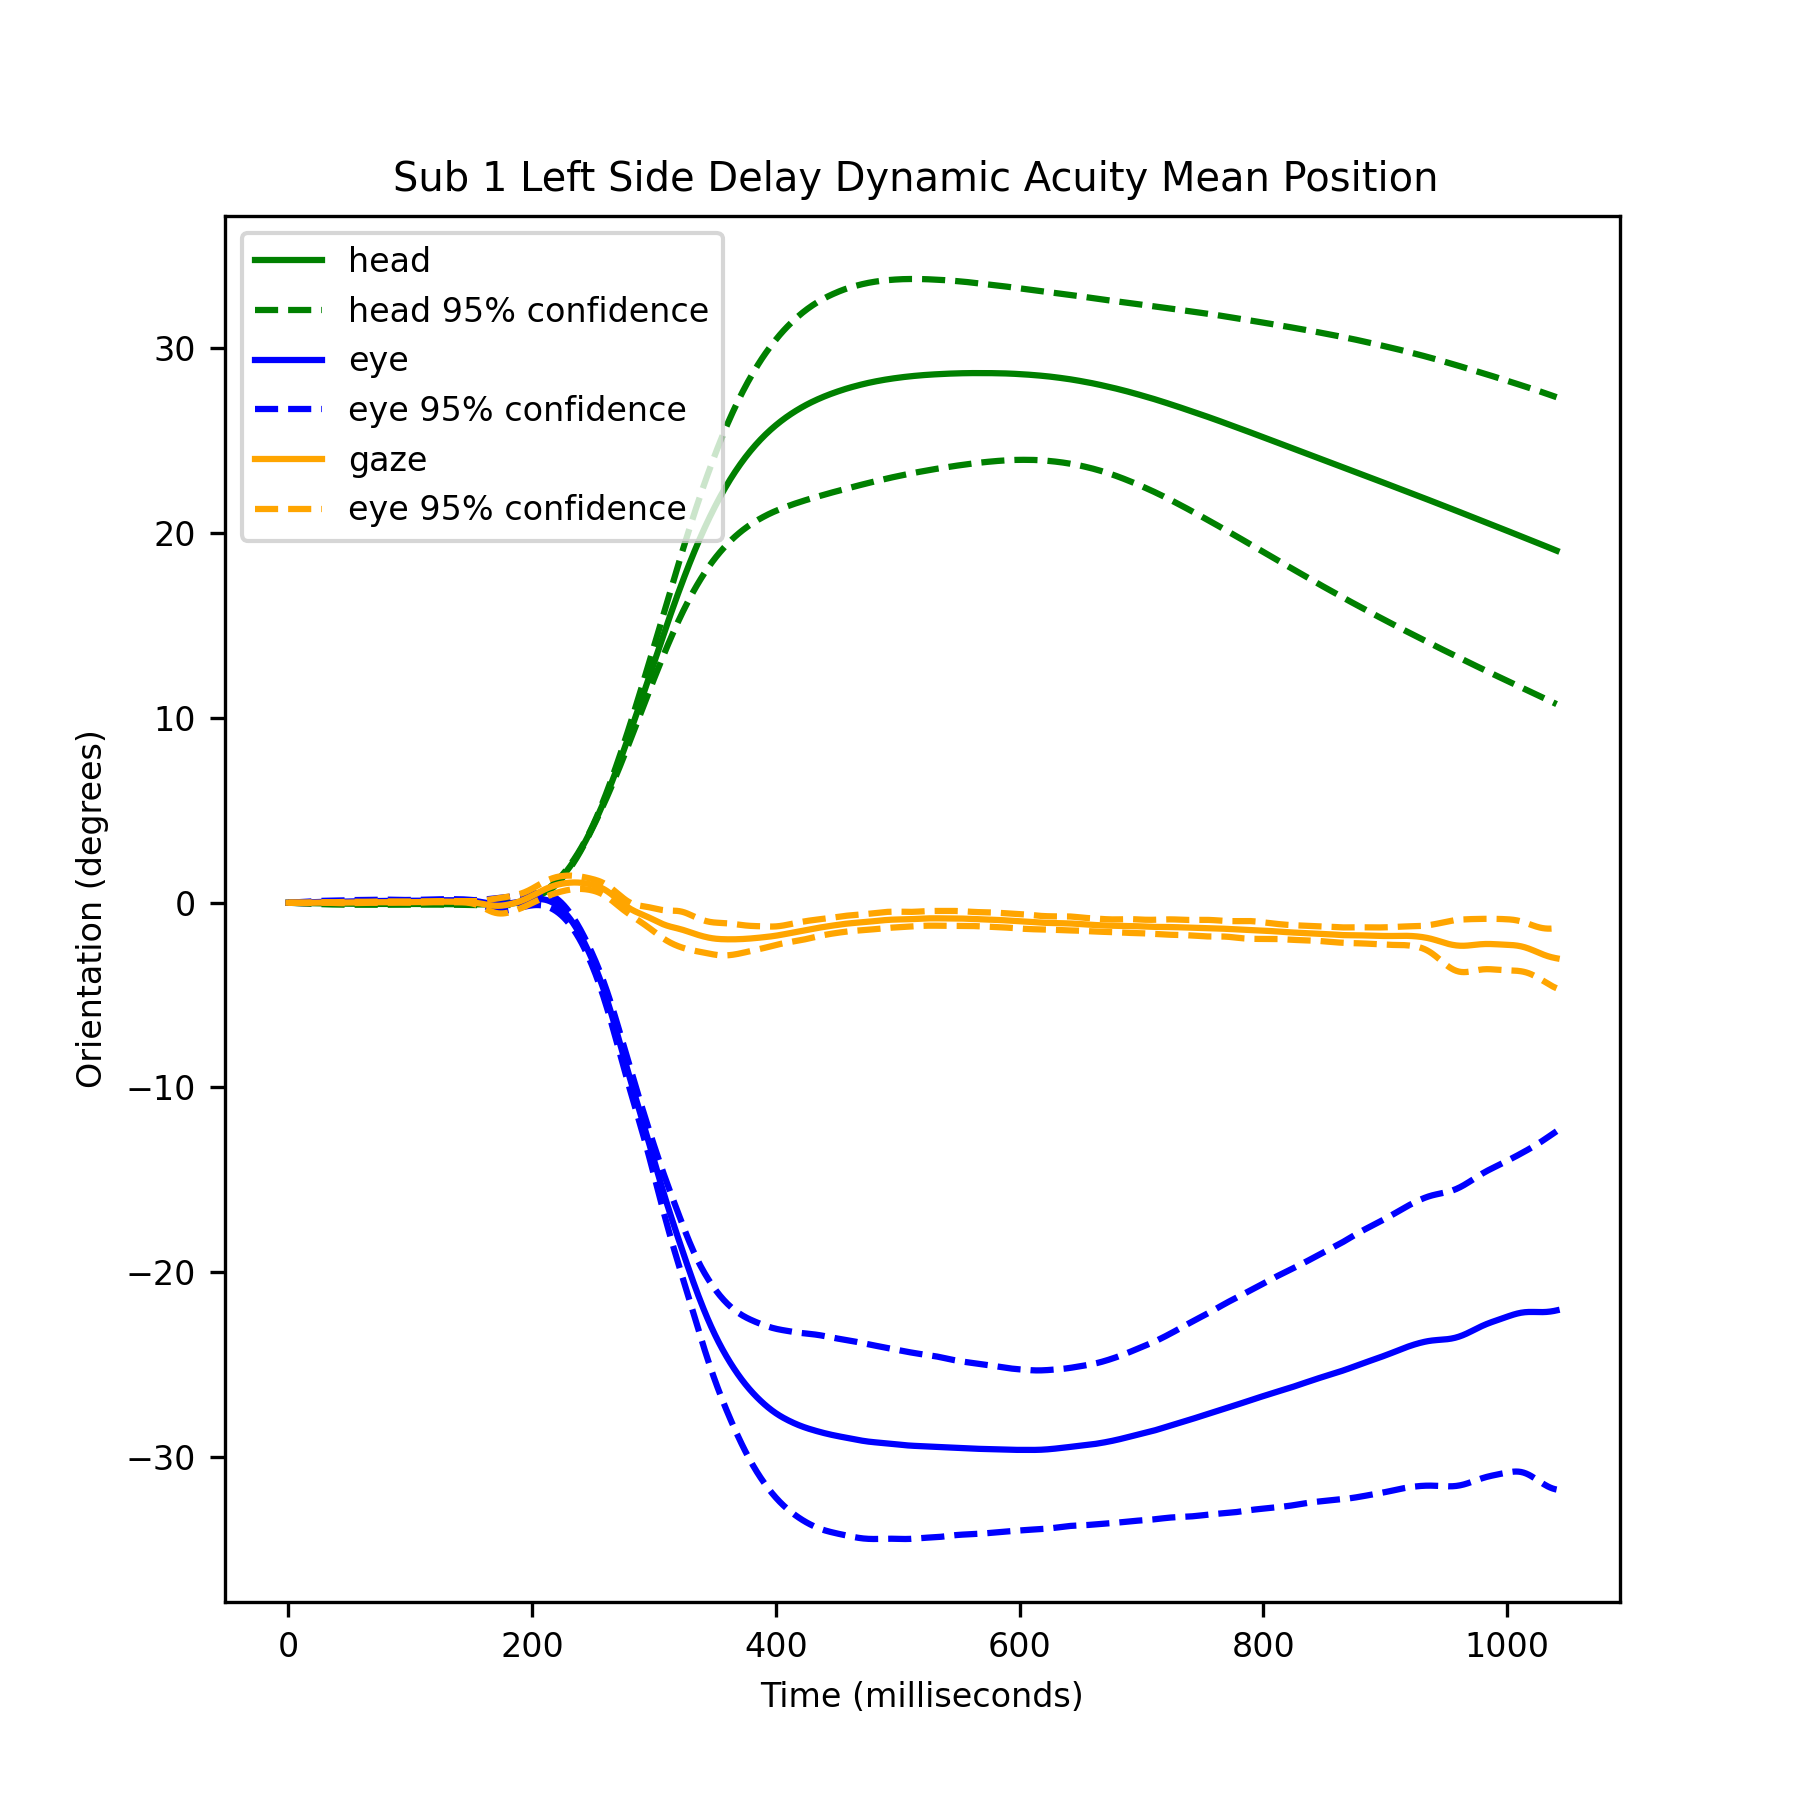 Sub 1 Left Side Delay Dynamic Acuity Mean Position
head
head 95% confidence
eye
eye 95% confidence
gaze
eye 95% confidence
30
20
10
0
−10
−20
−30
Orientation (degrees)
0 200 400 600 800 1000
Time (milliseconds)